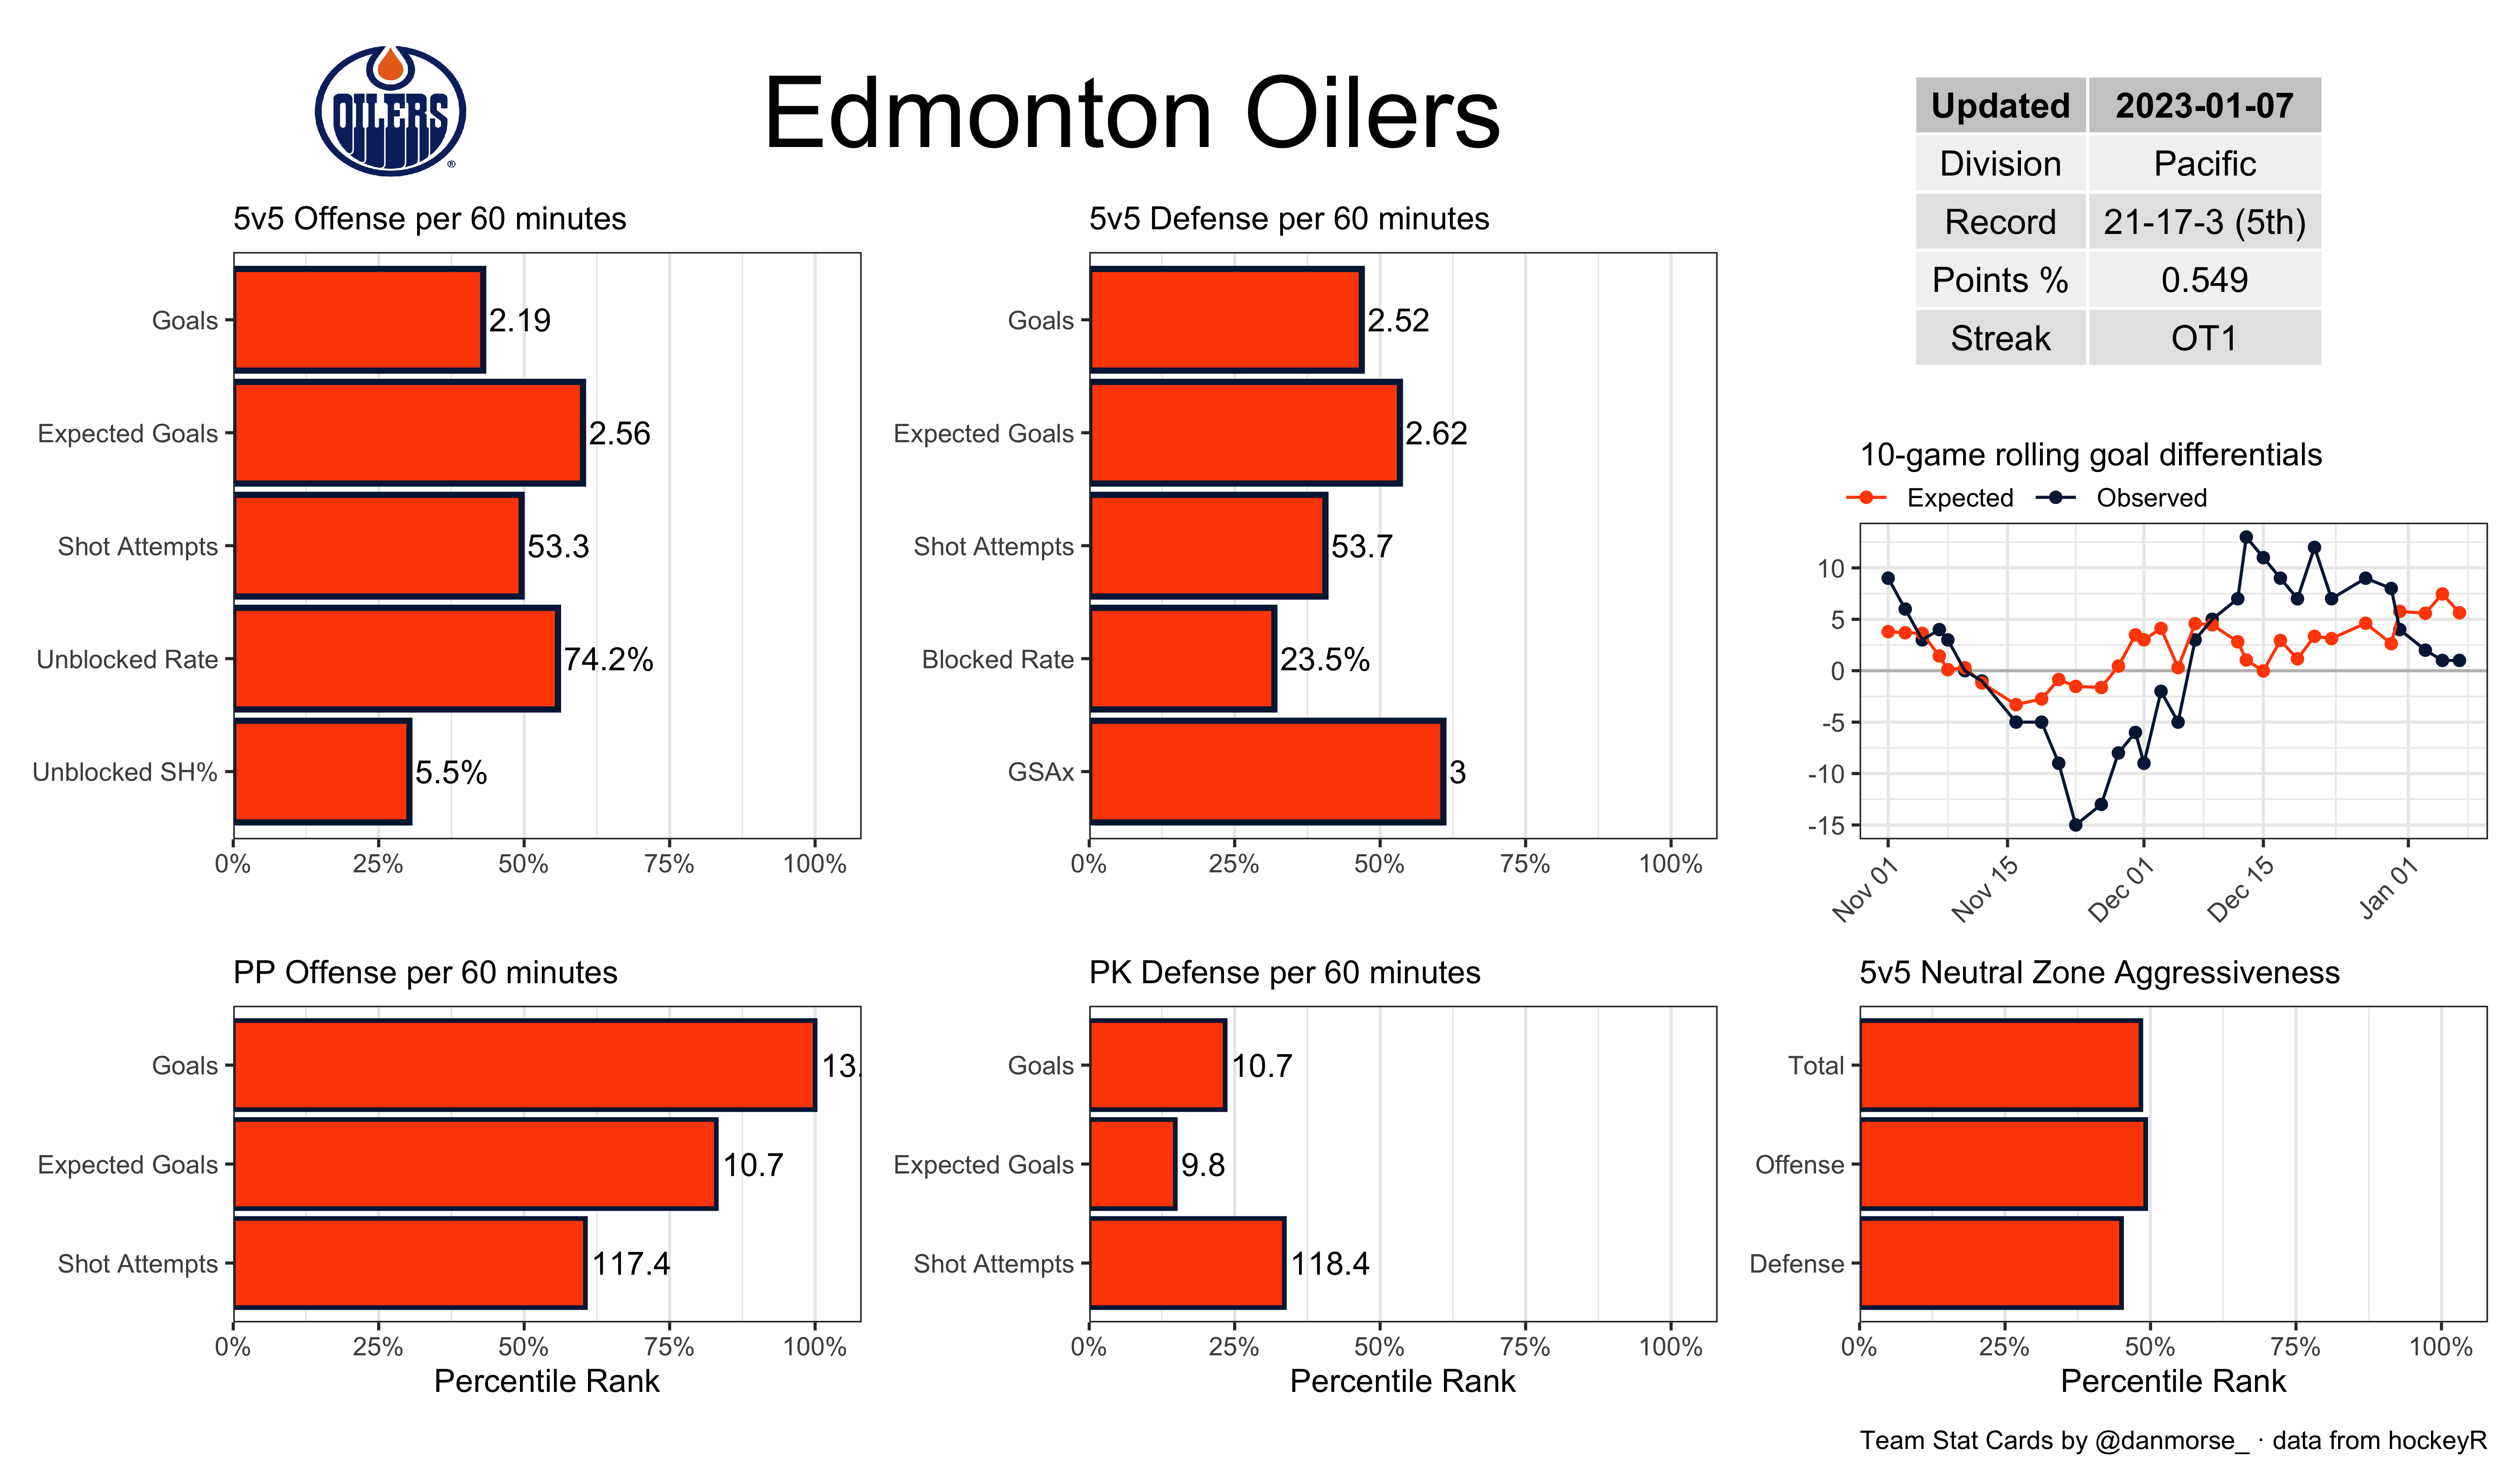 OILERS
®
Edmonton Oilers
Updated 2023-01-07
Division Pacific
Record 21-17-3 (5th)
Points % 0.549
Streak OT1
5v5 Offense per 60 minutes
Goals 2.19
Expected Goals 2.56
Shot Attempts 53.3
Unblocked Rate 74.2%
Unblocked SH% 5.5%
0% 25% 50% 75% 100%
5v5 Defense per 60 minutes
Goals 2.52
Expected Goals 2.62
Shot Attempts 53.7
Blocked Rate 23.5%
GSAx 3
0% 25% 50% 75% 100%
10-game rolling goal differentials
Expected Observed
10
5
0
-5
-10
-15
Nov 01 Nov 15 Dec 01 Dec 15 Jan 01
PP Offense per 60 minutes
Goals 13.
Expected Goals 10.7
Shot Attempts 117.4
0% 25% 50% 75% 100%
Percentile Rank
PK Defense per 60 minutes
Goals 10.7
Expected Goals 9.8
Shot Attempts 118.4
0% 25% 50% 75% 100%
Percentile Rank
5v5 Neutral Zone Aggressiveness
Total
Offense
Defense
0% 25% 50% 75% 100%
Percentile Rank
Team Stat Cards by @danmorse_ · data from hockeyR